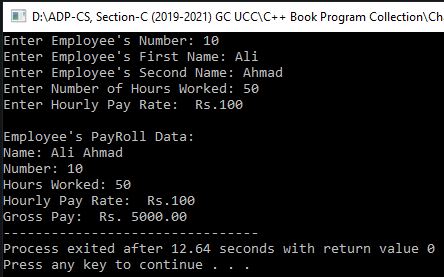 D:\ADP-CS, Section-C (2019-2021) GC UCC\C++ Book Program Collection\Cha
Enter Employee's Number: 10
Enter Employee's First Name: Ali
Enter Employee's Second Name: Ahmad
Enter Number of Hours Worked: 50
Enter Hourly Pay Rate:  Rs.100

Employee's PayRoll Data:
Name: Ali Ahmad
Number: 10
Hours Worked: 50
Hourly Pay Rate:  Rs.100
Gross Pay:  Rs. 5000.00
--------------------------------
Process exited after 12.64 seconds with return value 0
Press any key to continue . . .